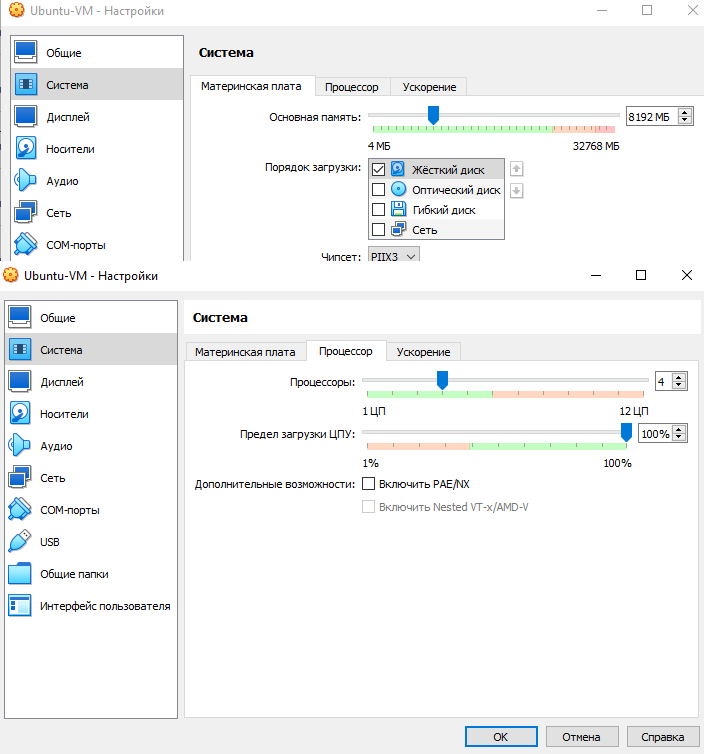 Ubuntu-VM - Настройки
Общие
Система
Дисплей
Носители
Аудио
Сеть
COM-порты
Система
Материнская плата Процессор Ускорение
Основная память: 8192 МБ
4 МБ 32768 МБ
Порядок загрузки: Жёсткий диск
Оптический диск
Гибкий диск
Сеть
Чипсет: PIIX3
Ubuntu-VM - Настройки
Общие
Система
Дисплей
Носители
Аудио
Сеть
COM-порты
USB
Общие папки
Интерфейс пользователя
Система
Материнская плата Процессор Ускорение
Процессоры: 4
1 ЦП 12 ЦП
Предел загрузки ЦПУ: 100%
1% 100%
Дополнительные возможности: Включить PAE/NX
Включить Nested VT-x/AMD-V
ОК Отмена Справка